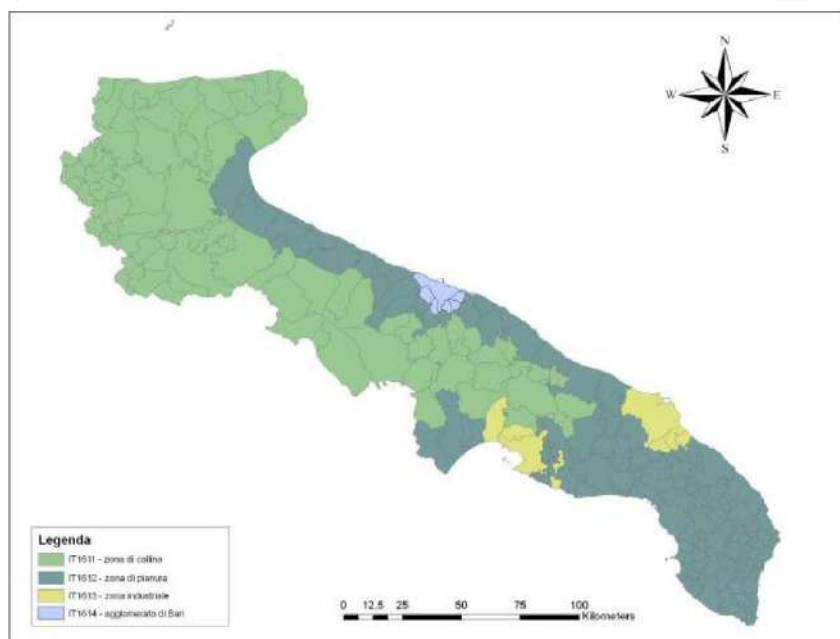 N
W E
S
Legenda
IT1611 - zona di collina
IT1612 - zona di pianura
IT1613 - zona industriale
IT1614 - agglomerato di Bari
0 12,5 25 50 75 100
Kilometers